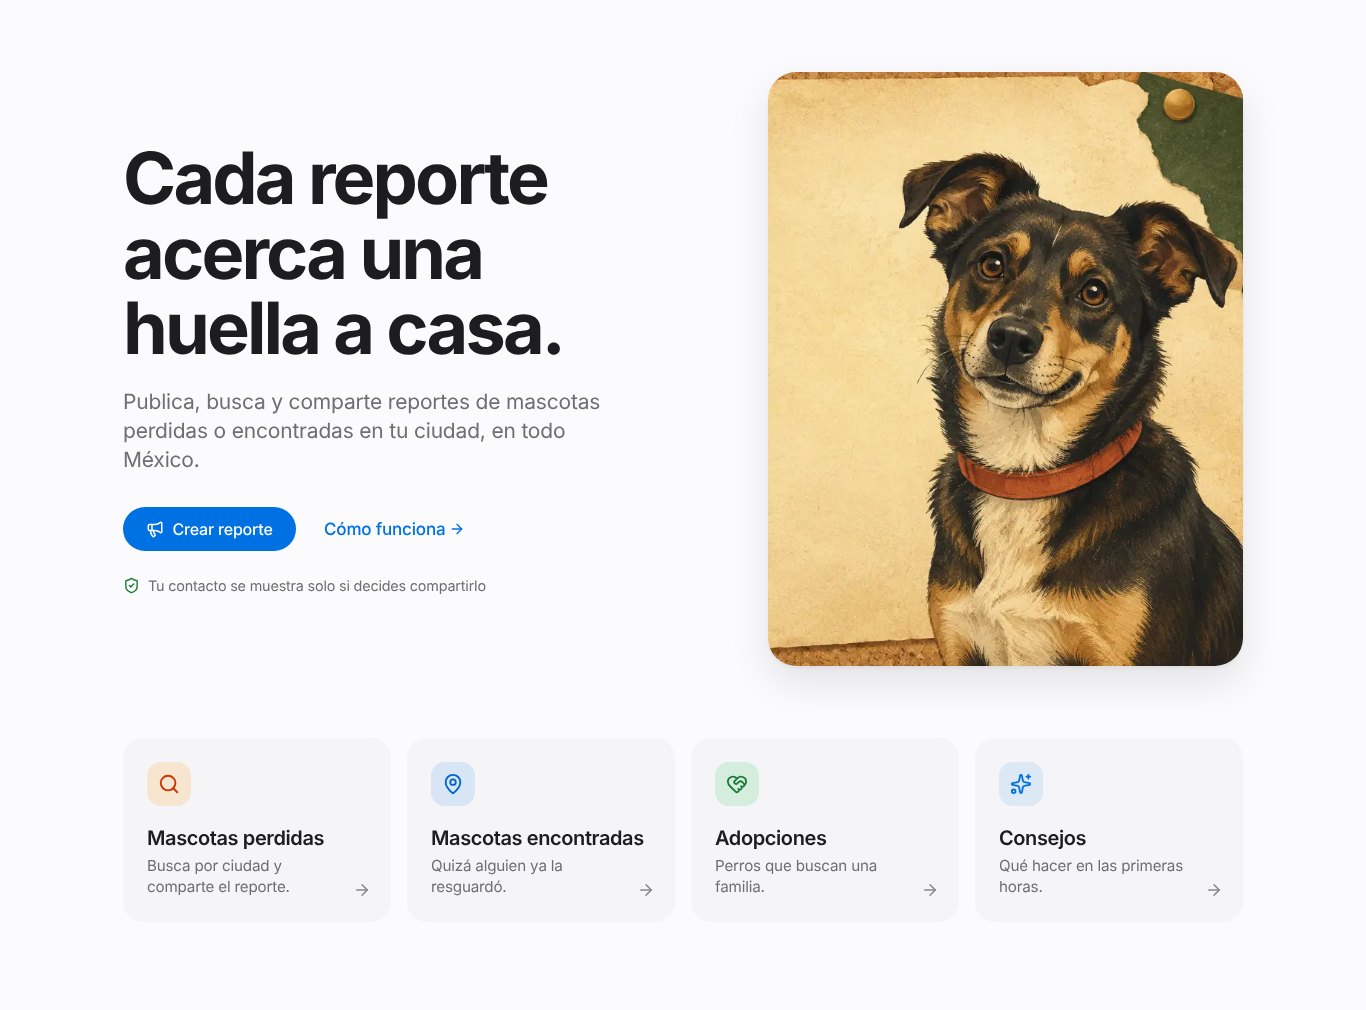 Cada reporte
acerca una
huella a casa.
Publica, busca y comparte reportes de mascotas
perdidas o encontradas en tu ciudad, en todo
México.
Crear reporte
Cómo funciona
Tu contacto se muestra solo si decides compartirlo
Mascotas perdidas
Busca por ciudad y
comparte el reporte.
Mascotas encontradas
Quizá alguien ya la
resguardó.
Adopciones
Perros que buscan una
familia.
Consejos
Qué hacer en las primeras
horas.